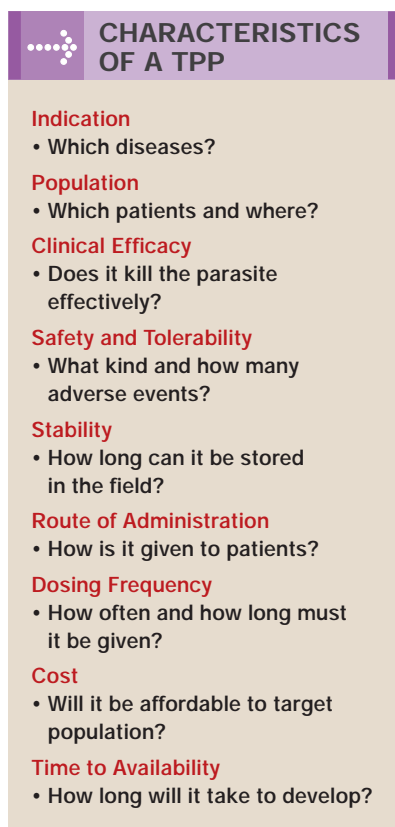 CHARACTERISTICS
OF A TPP
Indication
• Which diseases?
Population
• Which patients and where?
Clinical Efficacy
• Does it kill the parasite
effectively?
Safety and Tolerability
• What kind and how many
adverse events?
Stability
• How long can it be stored
in the field?
Route of Administration
• How is it given to patients?
Dosing Frequency
• How often and how long must
it be given?
Cost
• Will it be affordable to target
population?
Time to Availability
• How long will it take to develop?